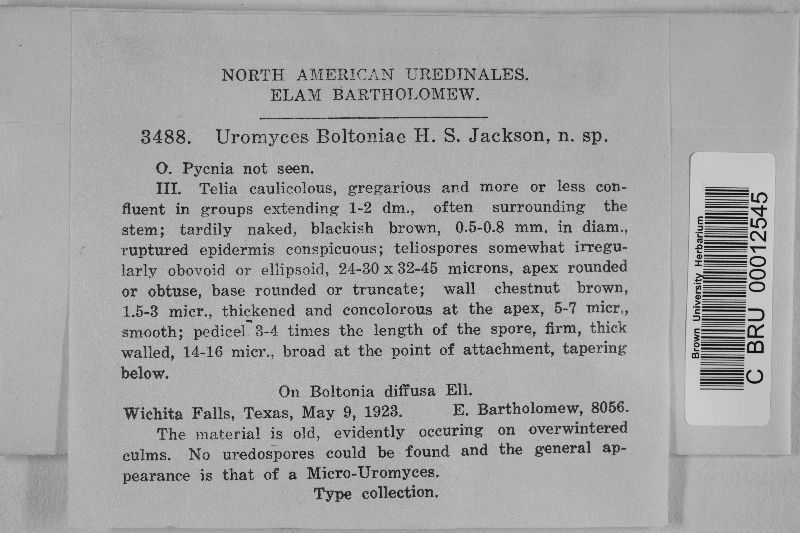 NORTH AMERICAN UREDINALES.
ELAM BARTHOLOMEW.
3488. Uromyces Boltoniae H. S. Jackson, n. sp.
O. Pycnia not seen.
III. Telia caulicolous, gregarious and more or less con-
fluent in groups extending 1-2 dm., often surrounding the
stem; tardily naked, blackish brown, 0.5-0.8 mm. in diam.,
ruptured epidermis conspicuous; teliospores somewhat irregu-
larly obovoid or ellipsoid, 24-30 x 32-45 microns, apex rounded
or obtuse, base rounded or truncate; wall chestnut brown,
1.5-3 micr., thickened and concolorous at the apex, 5-7 micr.,
smooth; pedicel 3-4 times the length of the spore, firm, thick
walled, 14-16 micr., broad at the point of attachment, tapering
below.
On Boltonia diffusa Ell.
Wichita Falls, Texas, May 9, 1923. E. Bartholomew, 8056.
The material is old, evidently occuring on overwintered
culms. No uredospores could be found and the general ap-
pearance is that of a Micro-Uromyces.
Type collection.
Brown University Herbarium
C BRU 00012545